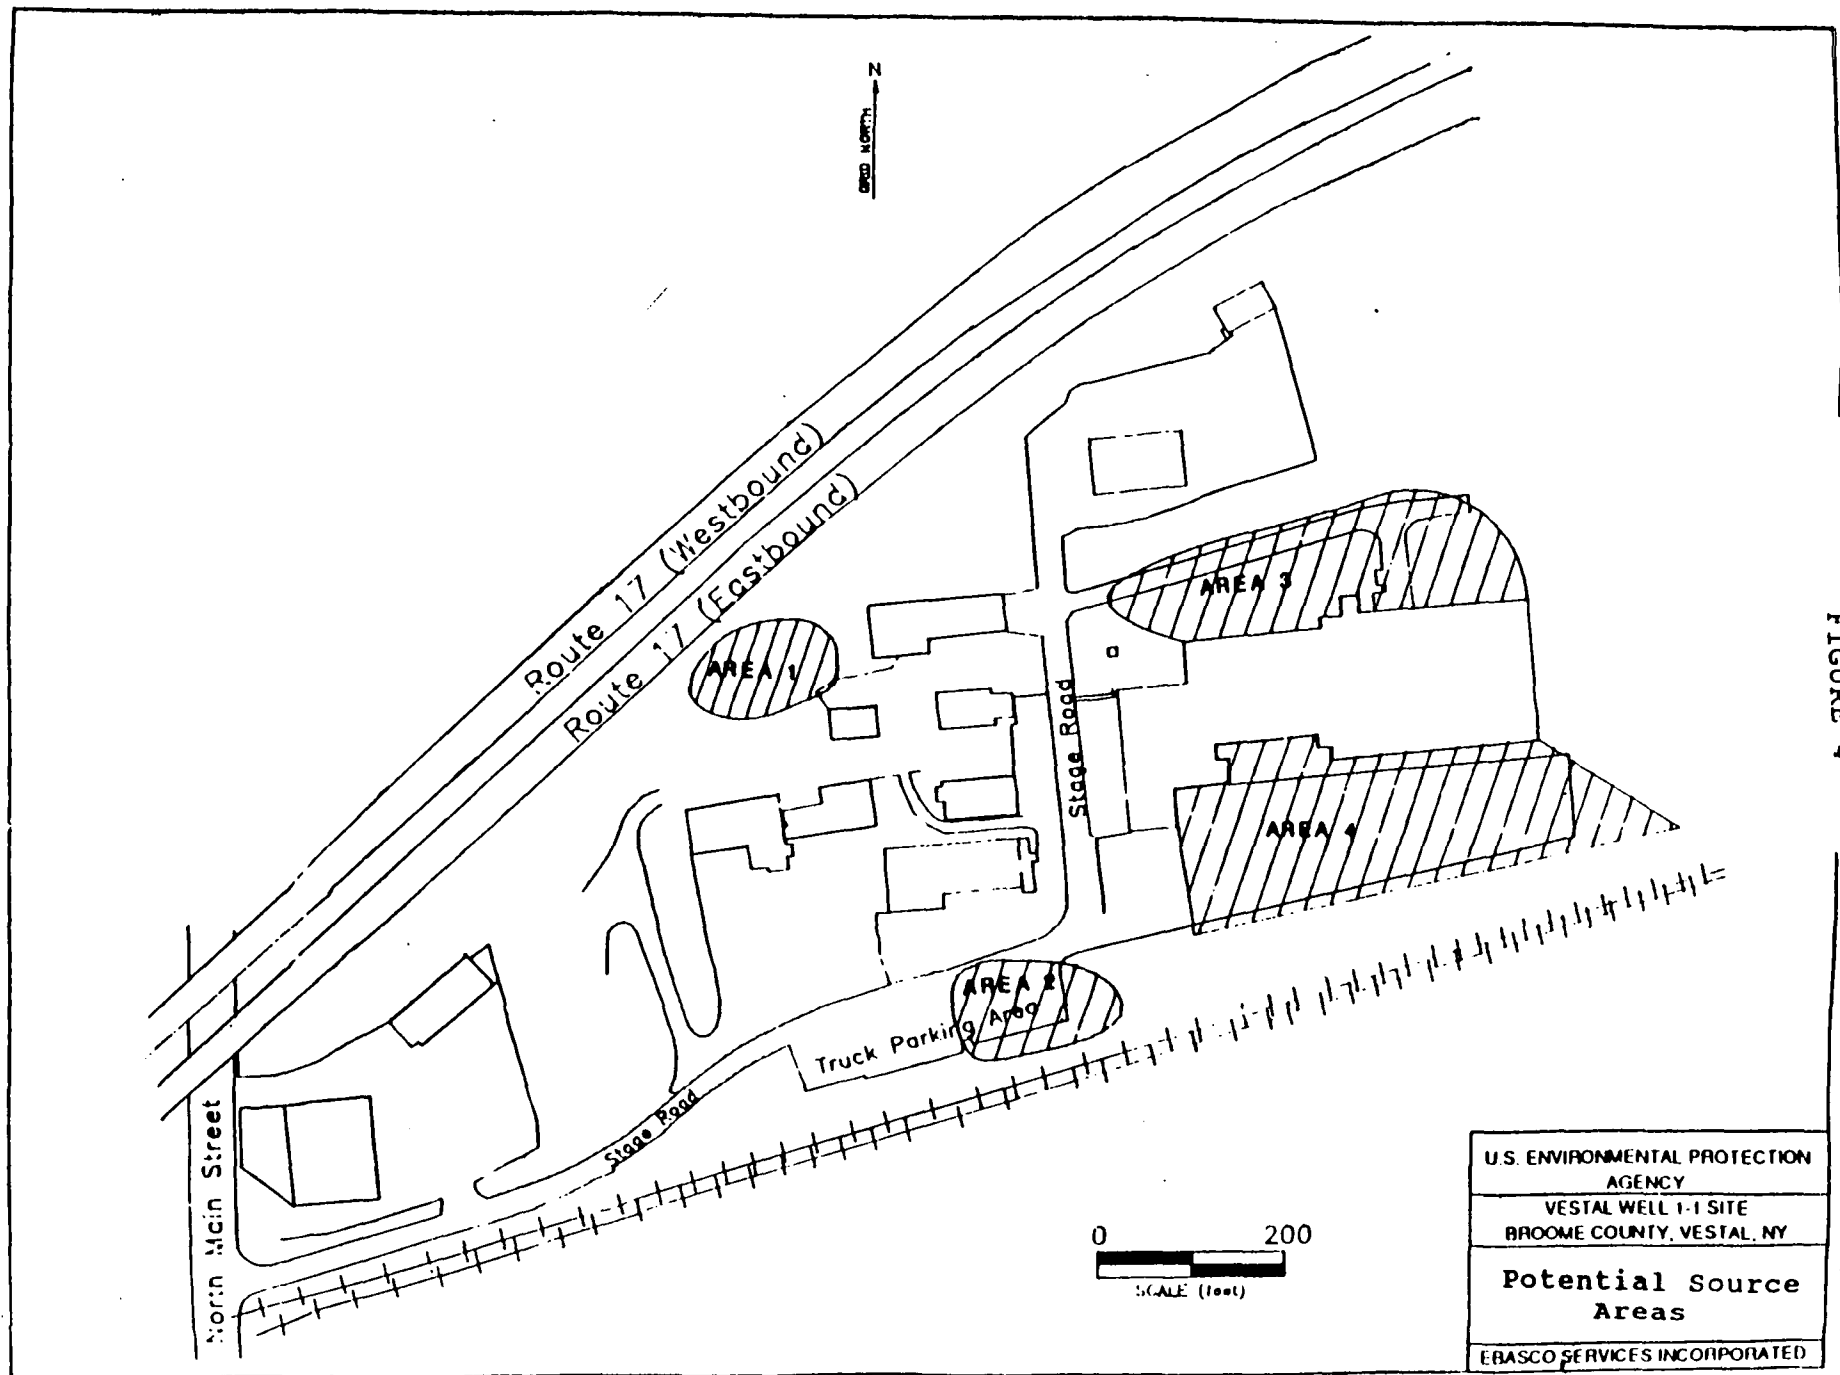 N
GRID NORTH
Route 17 (Westbound)
Route 17 (Eastbound)
AREA 3
AREA 1
Stage Road
AREA 4
AREA 2
Truck Parking Area
Stage Road
North Main Street
0 200
SCALE (feet)
FIGURE 4
U.S. ENVIRONMENTAL PROTECTION
AGENCY
VESTAL WELL 1-1 SITE
BROOME COUNTY, VESTAL, NY
Potential Source
Areas
EBASCO SERVICES INCORPORATED